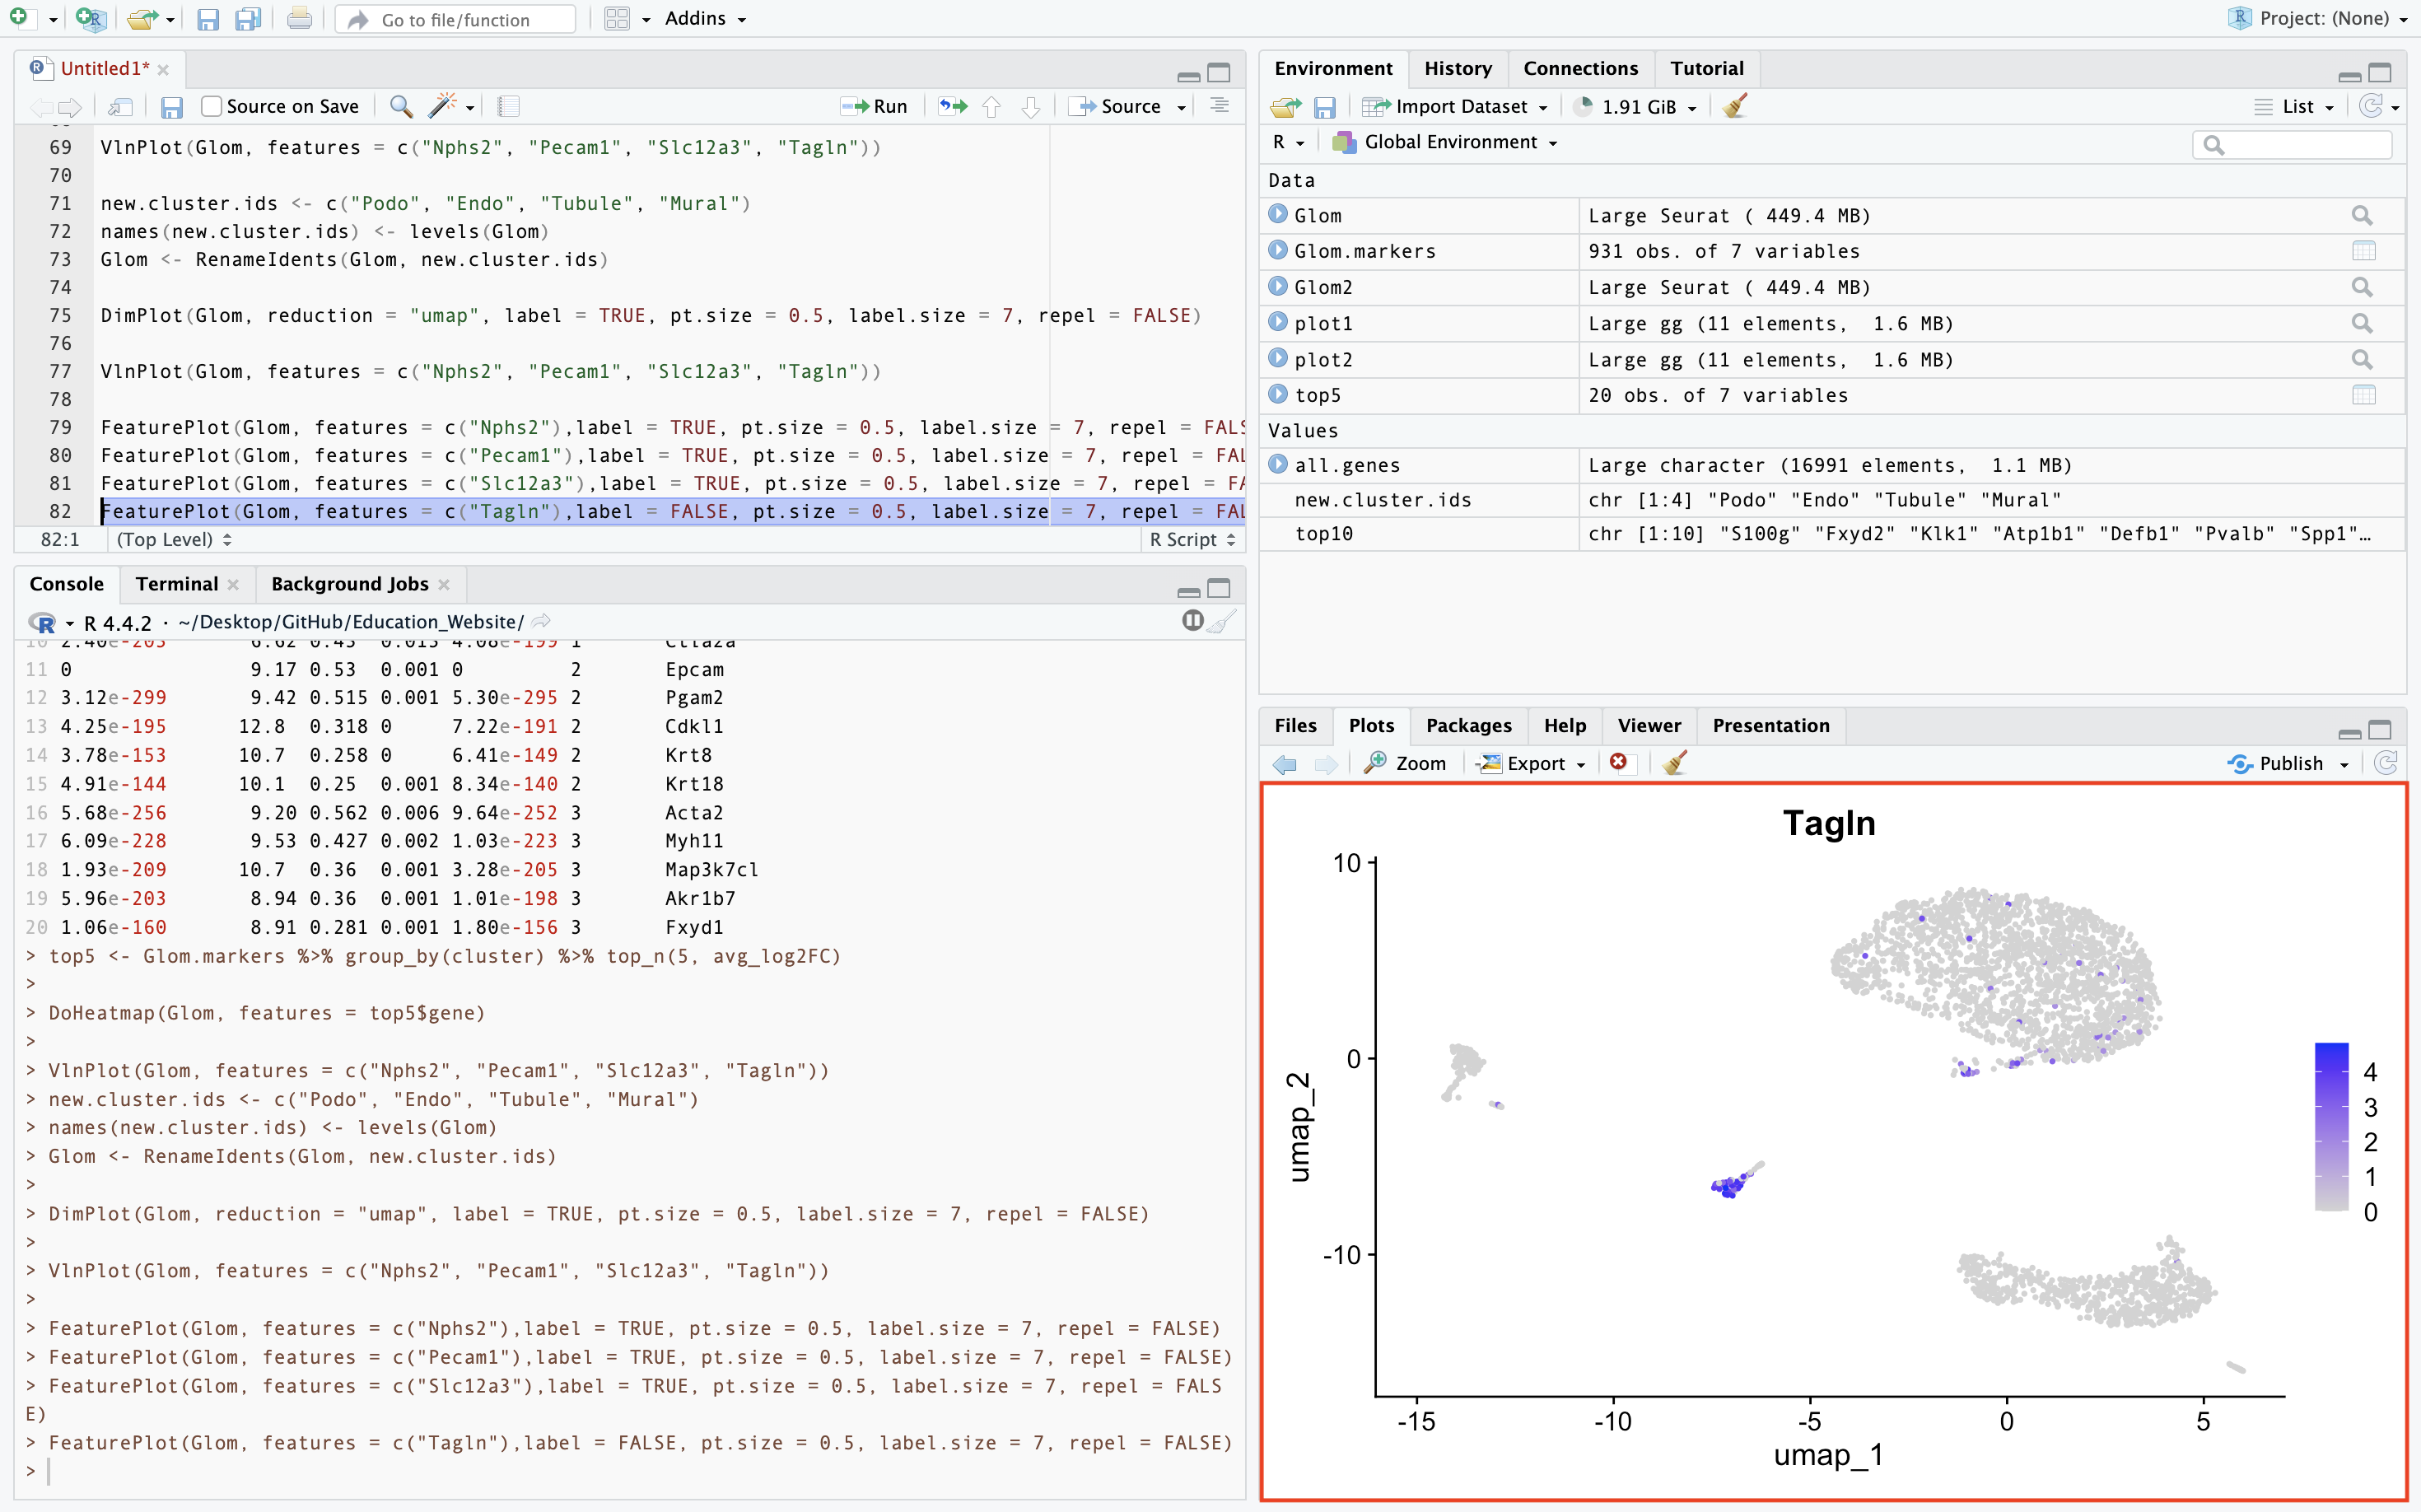 Go to file/function
Addins
Project: (None)
Untitled1*
Source on Save
Run
Source
69 VlnPlot(Glom, features = c("Nphs2", "Pecam1", "Slc12a3", "Tagln"))
70
71 new.cluster.ids <- c("Podo", "Endo", "Tubule", "Mural")
72 names(new.cluster.ids) <- levels(Glom)
73 Glom <- RenameIdents(Glom, new.cluster.ids)
74
75 DimPlot(Glom, reduction = "umap", label = TRUE, pt.size = 0.5, label.size = 7, repel = FALSE)
76
77 VlnPlot(Glom, features = c("Nphs2", "Pecam1", "Slc12a3", "Tagln"))
78
79 FeaturePlot(Glom, features = c("Nphs2"),label = TRUE, pt.size = 0.5, label.size = 7, repel = FALS
80 FeaturePlot(Glom, features = c("Pecam1"),label = TRUE, pt.size = 0.5, label.size = 7, repel = FAL
81 FeaturePlot(Glom, features = c("Slc12a3"),label = TRUE, pt.size = 0.5, label.size = 7, repel = FA
82 FeaturePlot(Glom, features = c("Tagln"),label = FALSE, pt.size = 0.5, label.size = 7, repel = FAL
82:1 (Top Level) R Script
Console Terminal Background Jobs
R 4.4.2 · ~/Desktop/GitHub/Education_Website/
11 0 9.17 0.53 0.001 0 2 Epcam
12 3.12e-299 9.42 0.515 0.001 5.30e-295 2 Pgam2
13 4.25e-195 12.8 0.318 0 7.22e-191 2 Cdkl1
14 3.78e-153 10.7 0.258 0 6.41e-149 2 Krt8
15 4.91e-144 10.1 0.25 0.001 8.34e-140 2 Krt18
16 5.68e-256 9.20 0.562 0.006 9.64e-252 3 Acta2
17 6.09e-228 9.53 0.427 0.002 1.03e-223 3 Myh11
18 1.93e-209 10.7 0.36 0.001 3.28e-205 3 Map3k7cl
19 5.96e-203 8.94 0.36 0.001 1.01e-198 3 Akr1b7
20 1.06e-160 8.91 0.281 0.001 1.80e-156 3 Fxyd1
> top5 <- Glom.markers %>% group_by(cluster) %>% top_n(5, avg_log2FC)
>
> DoHeatmap(Glom, features = top5$gene)
>
> VlnPlot(Glom, features = c("Nphs2", "Pecam1", "Slc12a3", "Tagln"))
> new.cluster.ids <- c("Podo", "Endo", "Tubule", "Mural")
> names(new.cluster.ids) <- levels(Glom)
> Glom <- RenameIdents(Glom, new.cluster.ids)
>
> DimPlot(Glom, reduction = "umap", label = TRUE, pt.size = 0.5, label.size = 7, repel = FALSE)
>
> VlnPlot(Glom, features = c("Nphs2", "Pecam1", "Slc12a3", "Tagln"))
>
> FeaturePlot(Glom, features = c("Nphs2"),label = TRUE, pt.size = 0.5, label.size = 7, repel = FALSE)
> FeaturePlot(Glom, features = c("Pecam1"),label = TRUE, pt.size = 0.5, label.size = 7, repel = FALSE)
> FeaturePlot(Glom, features = c("Slc12a3"),label = TRUE, pt.size = 0.5, label.size = 7, repel = FALS
E)
> FeaturePlot(Glom, features = c("Tagln"),label = FALSE, pt.size = 0.5, label.size = 7, repel = FALSE)
>
Environment History Connections Tutorial
Import Dataset 1.91 GiB List
R Global Environment
Data
Glom Large Seurat ( 449.4 MB)
Glom.markers 931 obs. of 7 variables
Glom2 Large Seurat ( 449.4 MB)
plot1 Large gg (11 elements, 1.6 MB)
plot2 Large gg (11 elements, 1.6 MB)
top5 20 obs. of 7 variables
Values
all.genes Large character (16991 elements, 1.1 MB)
new.cluster.ids chr [1:4] "Podo" "Endo" "Tubule" "Mural"
top10 chr [1:10] "S100g" "Fxyd2" "Klk1" "Atp1b1" "Defb1" "Pvalb" "Spp1"…
Files Plots Packages Help Viewer Presentation
Zoom Export Publish
Tagln
10
0
-10
umap_2
-15 -10 -5 0 5
umap_1
4
3
2
1
0